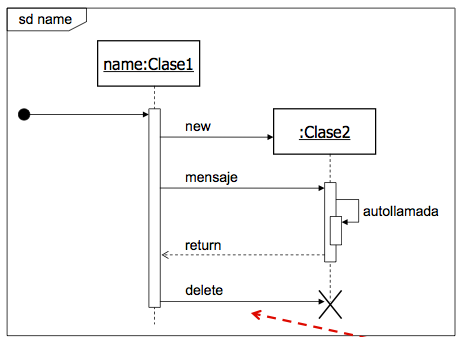 sd name
name:Clase1
new
:Clase2
mensaje
autollamada
return
delete